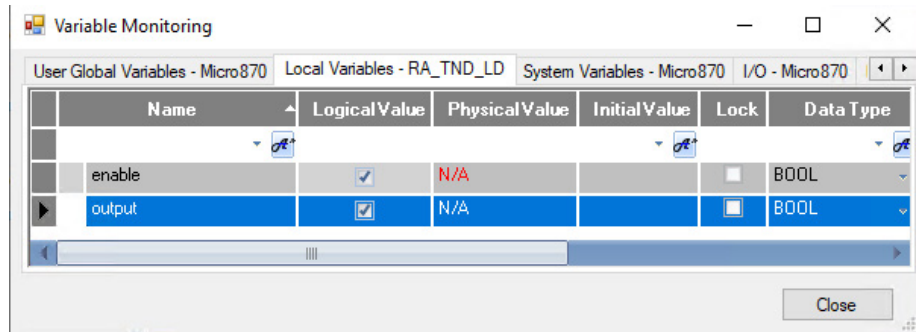 Variable Monitoring
User Global Variables - Micro870 Local Variables - RA_TND_LD System Variables - Micro870 I/O - Micro870
Name Logical Value Physical Value Initial Value Lock Data Type
enable N/A BOOL
output N/A BOOL
Close